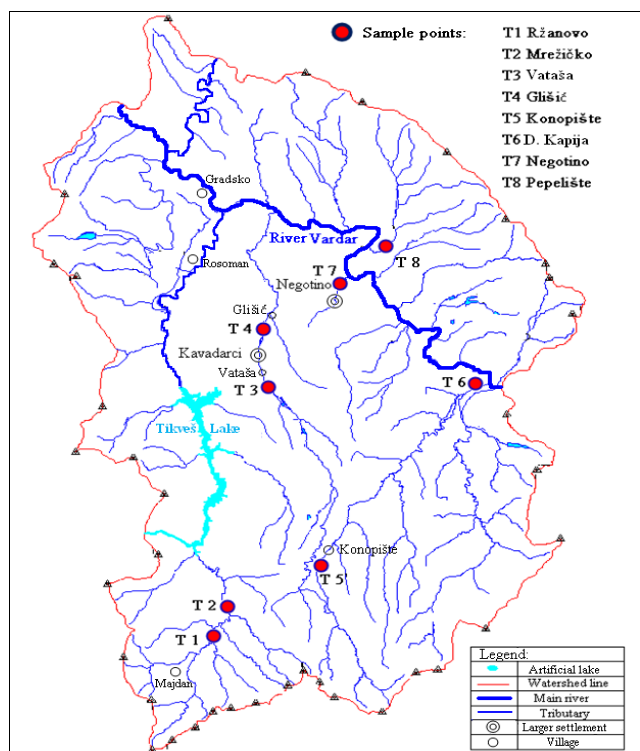 Sample points:
T1 Ržanovo
T2 Mrežičko
T3 Vataša
T4 Glišić
T5 Konopište
T6 D. Kapija
T7 Negotino
T8 Pepelište
Gradsko
River Vardar
Rosoman
T 8
T 7
Negotino
Glišić
T 4
Kavadarci
Vataša
T 3
T 6
Tikveš Lake
Konopište
T 5
T 2
T 1
Majdan
Legend:
Artificial lake
Watershed line
Main river
Tributary
Larger settlement
Village